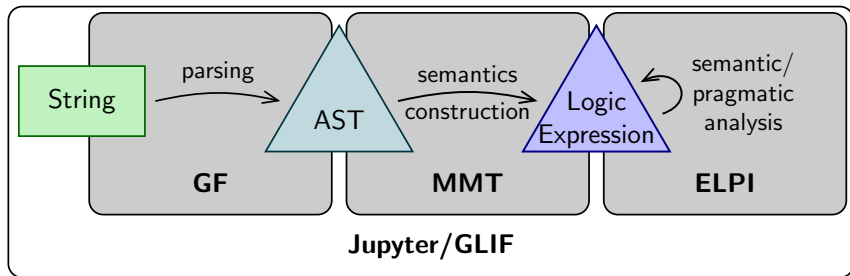 String
parsing
AST
semantics
construction
Logic
Expression
semantic/
pragmatic
analysis
GF
MMT
ELPI
Jupyter/GLIF